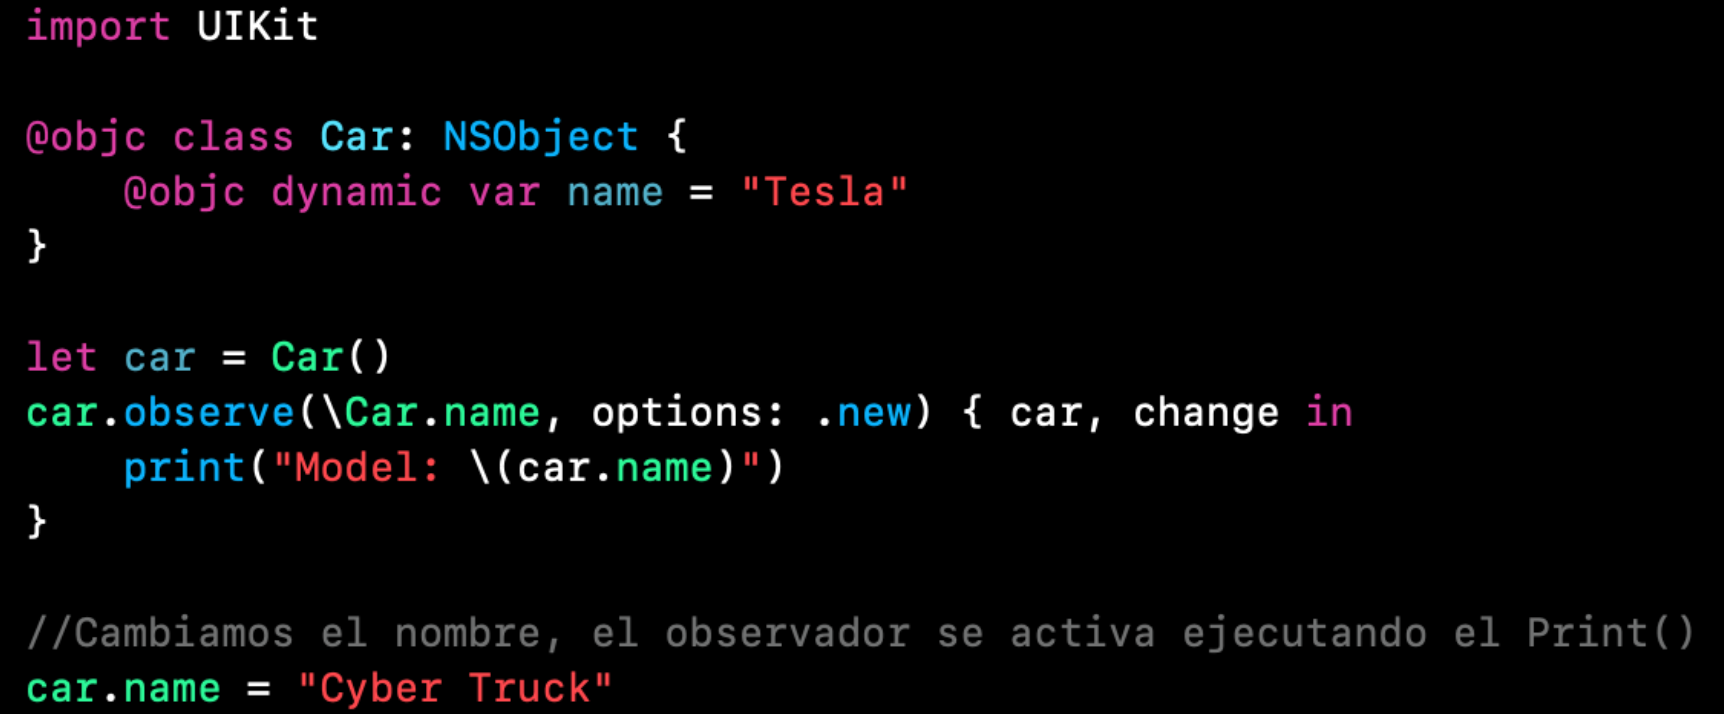 import UIKit
@objc class Car: NSObject {
    @objc dynamic var name = "Tesla"
}
let car = Car()
car.observe(\Car.name, options: .new) { car, change in
    print("Model: \(car.name)")
}
//Cambiamos el nombre, el observador se activa ejecutando el Print()
car.name = "Cyber Truck"